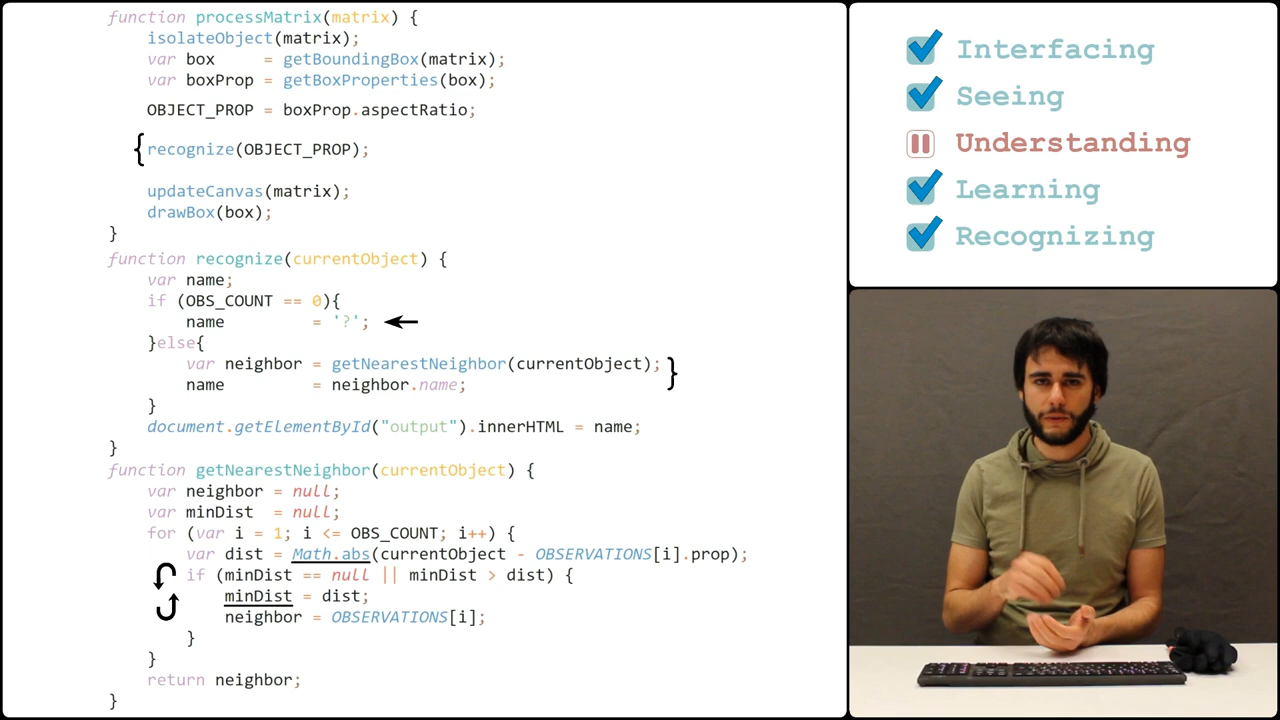 function processMatrix(matrix) {
    isolateObject(matrix);
    var box     = getBoundingBox(matrix);
    var boxProp = getBoxProperties(box);
    OBJECT_PROP = boxProp.aspectRatio;
    recognize(OBJECT_PROP);
    updateCanvas(matrix);
    drawBox(box);
}
function recognize(currentObject) {
    var name;
    if (OBS_COUNT == 0){
        name         = '?';
    }else{
        var neighbor = getNearestNeighbor(currentObject);
        name         = neighbor.name;
    }
    document.getElementById("output").innerHTML = name;
}
function getNearestNeighbor(currentObject) {
    var neighbor = null;
    var minDist  = null;
    for (var i = 1; i <= OBS_COUNT; i++) {
        var dist = Math.abs(currentObject - OBSERVATIONS[i].prop);
        if (minDist == null || minDist > dist) {
            minDist = dist;
            neighbor = OBSERVATIONS[i];
        }
    }
    return neighbor;
}
Interfacing
Seeing
Understanding
Learning
Recognizing